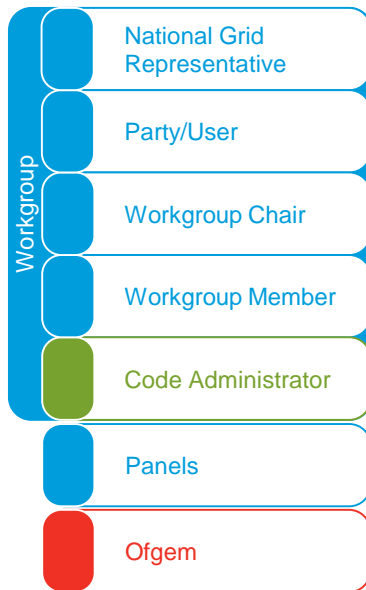 Workgroup
National Grid
Representative
Party/User
Workgroup Chair
Workgroup Member
Code Administrator
Panels
Ofgem